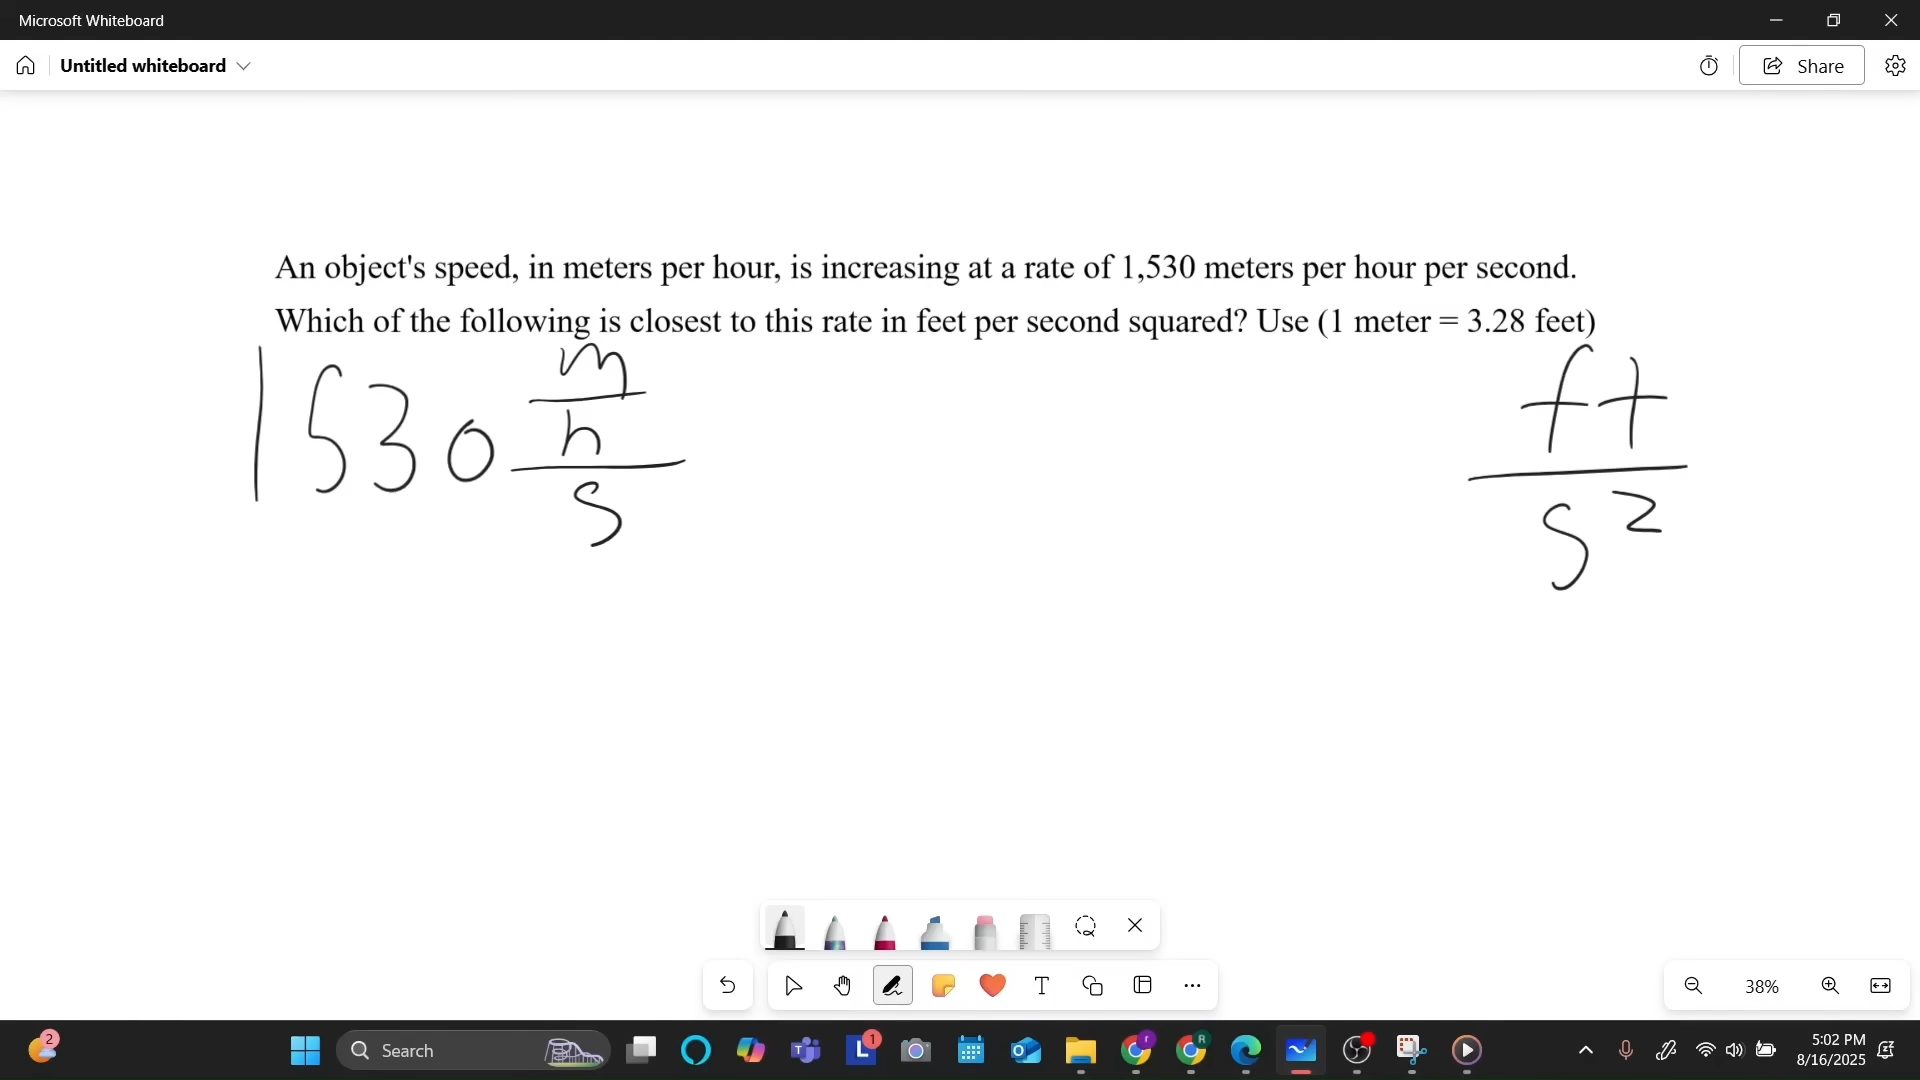 Microsoft Whiteboard
Untitled whiteboard
Share
An object's speed, in meters per hour, is increasing at a rate of 1,530 meters per hour per second.
Which of the following is closest to this rate in feet per second squared? Use (1 meter = 3.28 feet)
1530 m/h/s
ft/s²
T
38%
2
Search
T
L 1
r
R
5:02 PM
8/16/2025